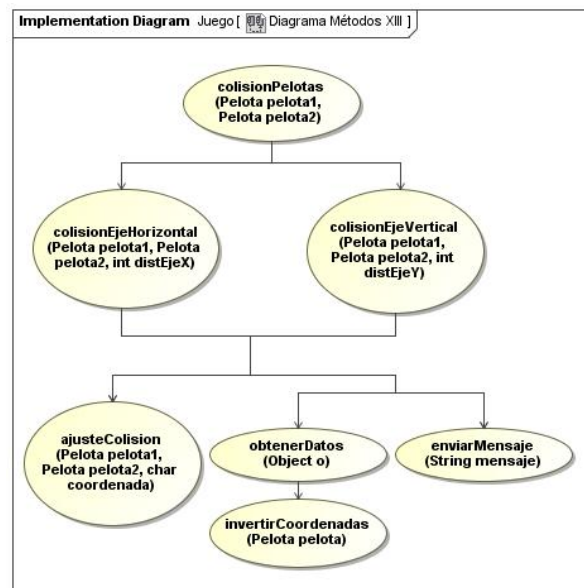 Implementation Diagram Juego [ Diagrama Métodos XIII ]
colisionPelotas
(Pelota pelota1,
Pelota pelota2)
colisionEjeHorizontal
(Pelota pelota1, Pelota
pelota2, int distEjeX)
colisionEjeVertical
(Pelota pelota1,
Pelota pelota2, int
distEjeY)
ajusteColision
(Pelota pelota1,
Pelota pelota2, char
coordenada)
obtenerDatos
(Object o)
enviarMensaje
(String mensaje)
invertirCoordenadas
(Pelota pelota)